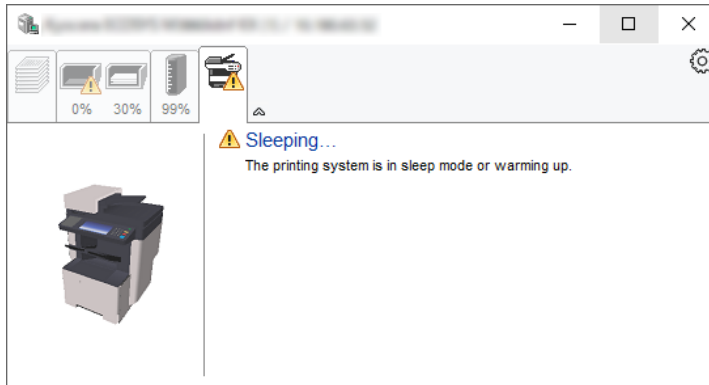 0% 30% 99%
Sleeping...
The printing system is in sleep mode or warming up.